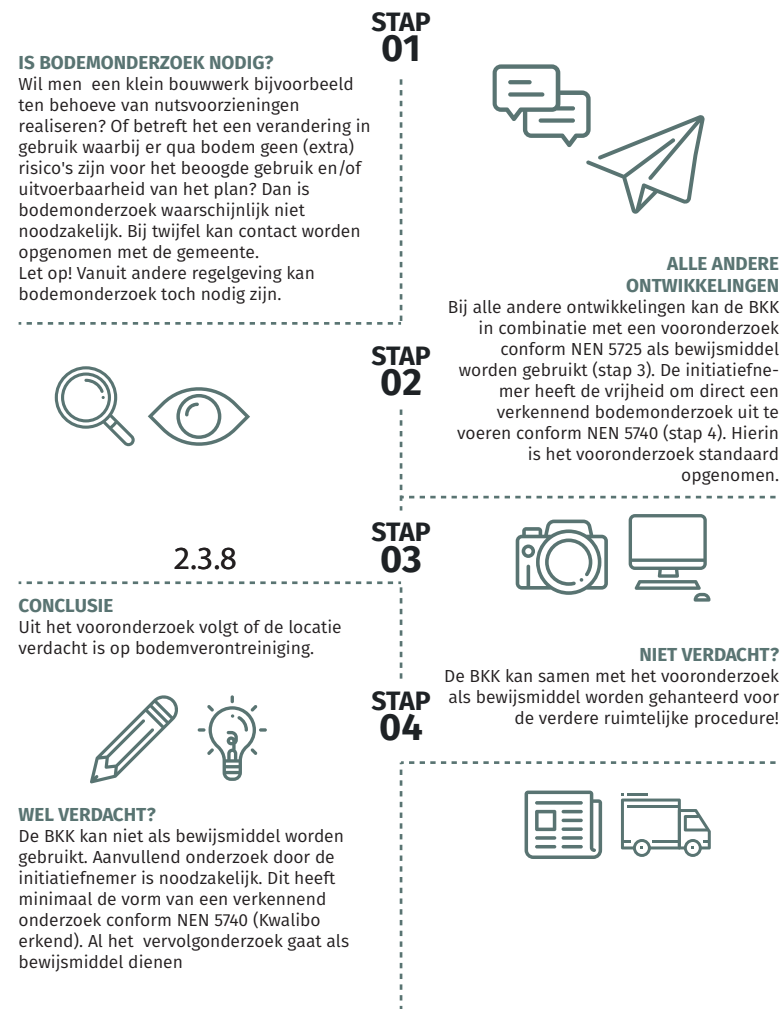 STAP
01
IS BODEMONDERZOEK NODIG?
Wil men een klein bouwwerk bijvoorbeeld
ten behoeve van nutsvoorzieningen
realiseren? Of betreft het een verandering in
gebruik waarbij er qua bodem geen (extra)
risico's zijn voor het beoogde gebruik en/of
uitvoerbaarheid van het plan? Dan is
bodemonderzoek waarschijnlijk niet
noodzakelijk. Bij twijfel kan contact worden
opgenomen met de gemeente.
Let op! Vanuit andere regelgeving kan
bodemonderzoek toch nodig zijn.
STAP
02
ALLE ANDERE
ONTWIKKELINGEN
Bij alle andere ontwikkelingen kan de BKK
in combinatie met een vooronderzoek
conform NEN 5725 als bewijsmiddel
worden gebruikt (stap 3). De initiatiefne-
mer heeft de vrijheid om direct een
verkennend bodemonderzoek uit te
voeren conform NEN 5740 (stap 4). Hierin
is het vooronderzoek standaard
opgenomen.
STAP
03
2.3.8
CONCLUSIE
Uit het vooronderzoek volgt of de locatie
verdacht is op bodemverontreiniging.
NIET VERDACHT?
De BKK kan samen met het vooronderzoek
als bewijsmiddel worden gehanteerd voor
de verdere ruimtelijke procedure!
STAP
04
WEL VERDACHT?
De BKK kan niet als bewijsmiddel worden
gebruikt. Aanvullend onderzoek door de
initiatiefnemer is noodzakelijk. Dit heeft
minimaal de vorm van een verkennend
onderzoek conform NEN 5740 (Kwalibo
erkend). Al het vervolgonderzoek gaat als
bewijsmiddel dienen